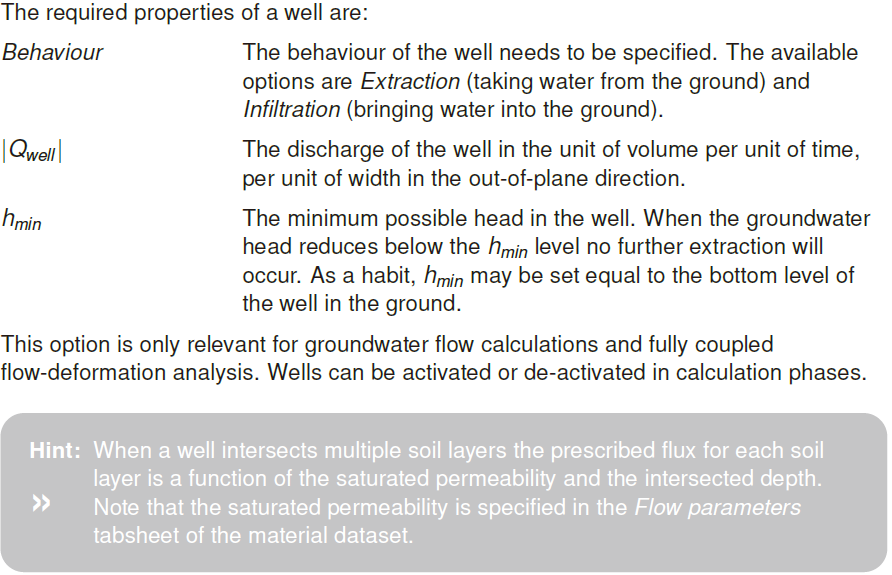 The required properties of a well are:
Behaviour The behaviour of the well needs to be specified. The available
options are Extraction (taking water from the ground) and
Infiltration (bringing water into the ground).
|Qwell| The discharge of the well in the unit of volume per unit of time,
per unit of width in the out-of-plane direction.
hmin The minimum possible head in the well. When the groundwater
head reduces below the hmin level no further extraction will
occur. As a habit, hmin may be set equal to the bottom level of
the well in the ground.
This option is only relevant for groundwater flow calculations and fully coupled
flow-deformation analysis. Wells can be activated or de-activated in calculation phases.
Hint: When a well intersects multiple soil layers the prescribed flux for each soil
layer is a function of the saturated permeability and the intersected depth.
» Note that the saturated permeability is specified in the Flow parameters
tabsheet of the material dataset.